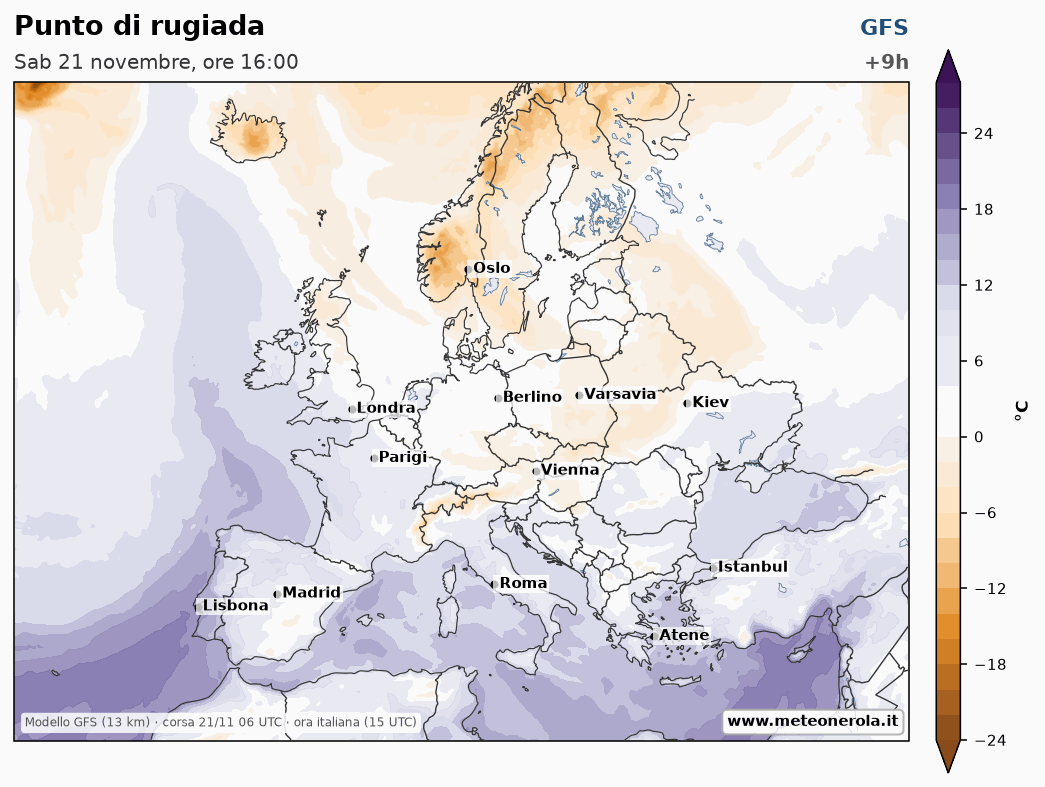 Punto di rugiada
GFS
Sab 21 novembre, ore 16:00
+9h
Oslo
Londra
Berlino
Varsavia
Kiev
Parigi
Vienna
Istanbul
Roma
Madrid
Lisbona
Atene
Modello GFS (13 km) · corsa 21/11 06 UTC · ora italiana (15 UTC)
www.meteonerola.it
24
18
12
6
0
−6
−12
−18
−24
°C